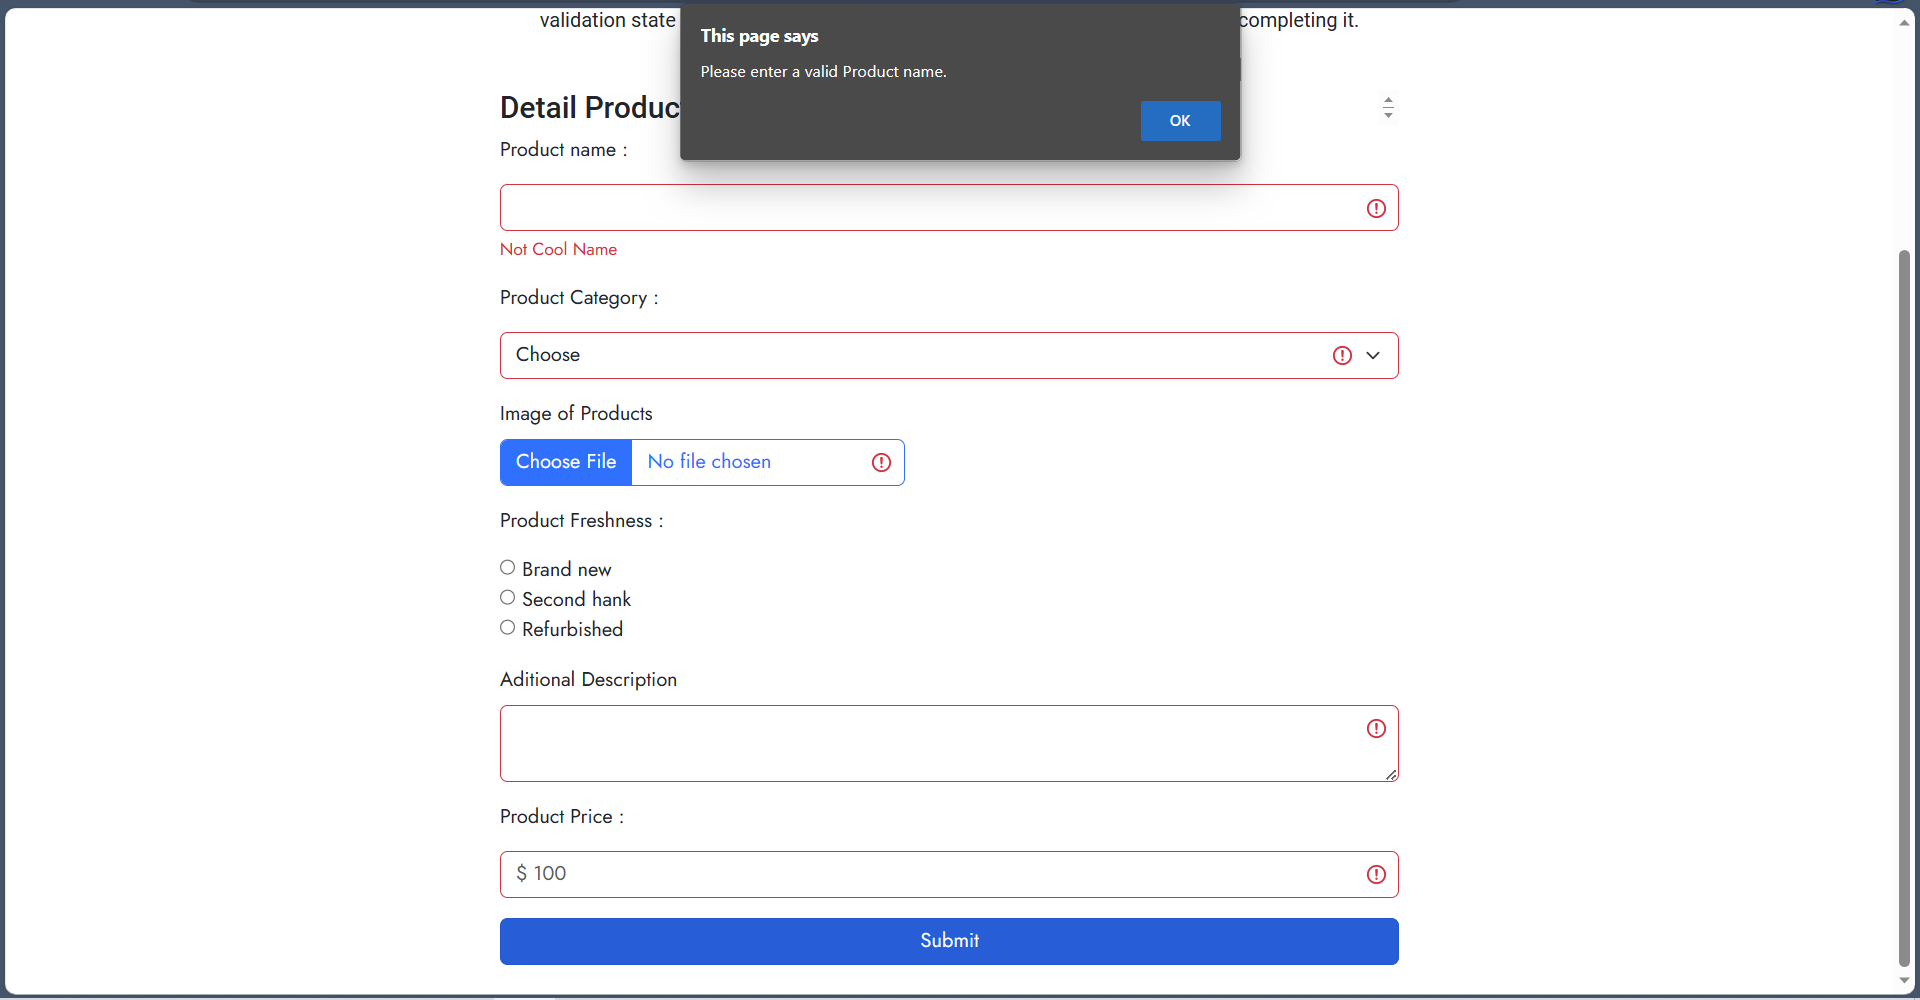 validation state
completing it.
This page says
Please enter a valid Product name.
OK
Detail Produc
Product name :
Not Cool Name
Product Category :
Choose
Image of Products
Choose File No file chosen
Product Freshness :
Brand new
Second hank
Refurbished
Aditional Description
Product Price :
$ 100
Submit